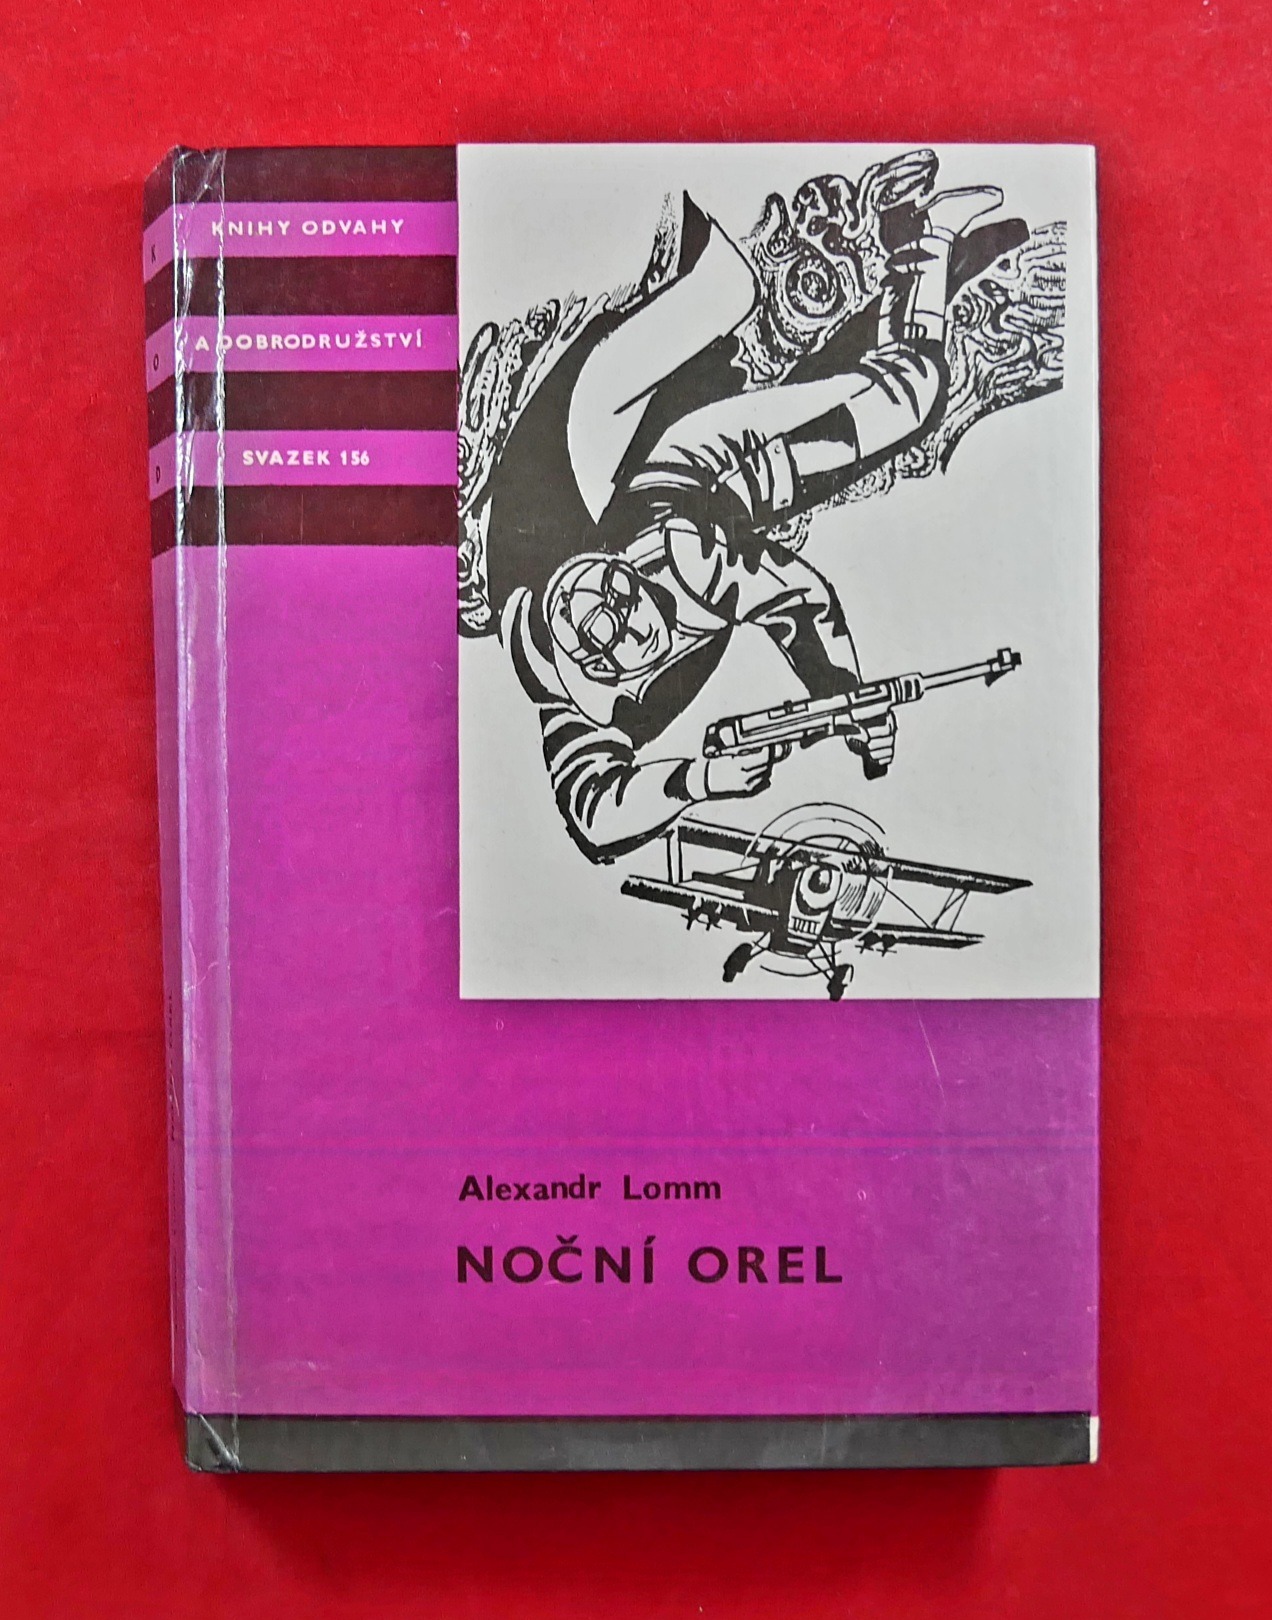 KNIHY ODVAHY
A DOBRODRUŽSTVÍ
SVAZEK 156
K
O
D
Alexandr Lomm
NOČNÍ OREL